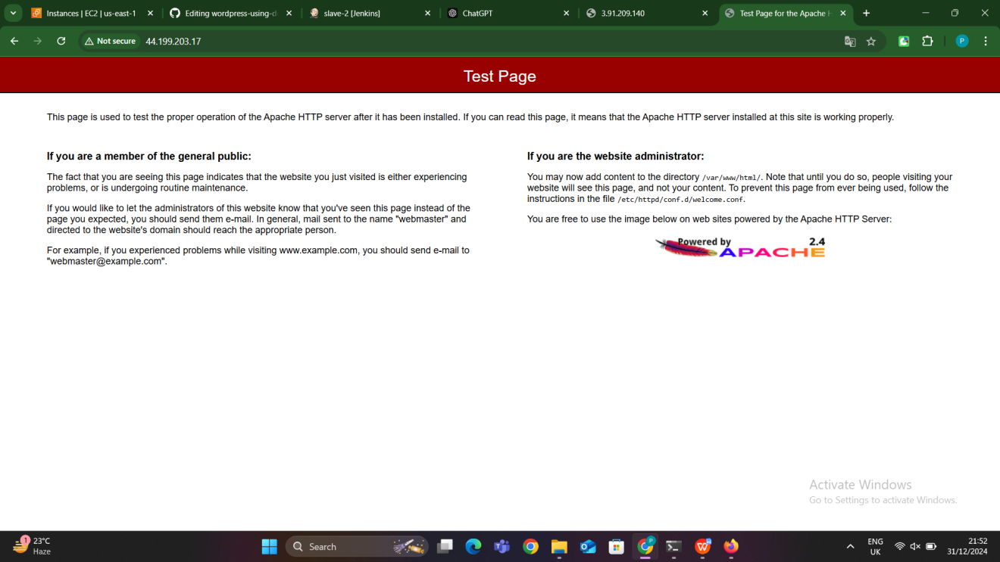 Instances | EC2 | us-east-1
Editing wordpress-using-d
slave-2 [Jenkins]
ChatGPT
3.91.209.140
Test Page for the Apache H
Not secure
44.199.203.17
P
Test Page
This page is used to test the proper operation of the Apache HTTP server after it has been installed. If you can read this page, it means that the Apache HTTP server installed at this site is working properly.
If you are a member of the general public:
The fact that you are seeing this page indicates that the website you just visited is either experiencing
problems, or is undergoing routine maintenance.
If you would like to let the administrators of this website know that you've seen this page instead of the
page you expected, you should send them e-mail. In general, mail sent to the name "webmaster" and
directed to the website's domain should reach the appropriate person.
For example, if you experienced problems while visiting www.example.com, you should send e-mail to
"webmaster@example.com".
If you are the website administrator:
You may now add content to the directory /var/www/html/. Note that until you do so, people visiting your
website will see this page, and not your content. To prevent this page from ever being used, follow the
instructions in the file /etc/httpd/conf.d/welcome.conf.
You are free to use the image below on web sites powered by the Apache HTTP Server:
Powered by 2.4
APACHE
Activate Windows
Go to Settings to activate Windows.
1
23°C
Haze
Search
P
ENG
UK
21:52
31/12/2024